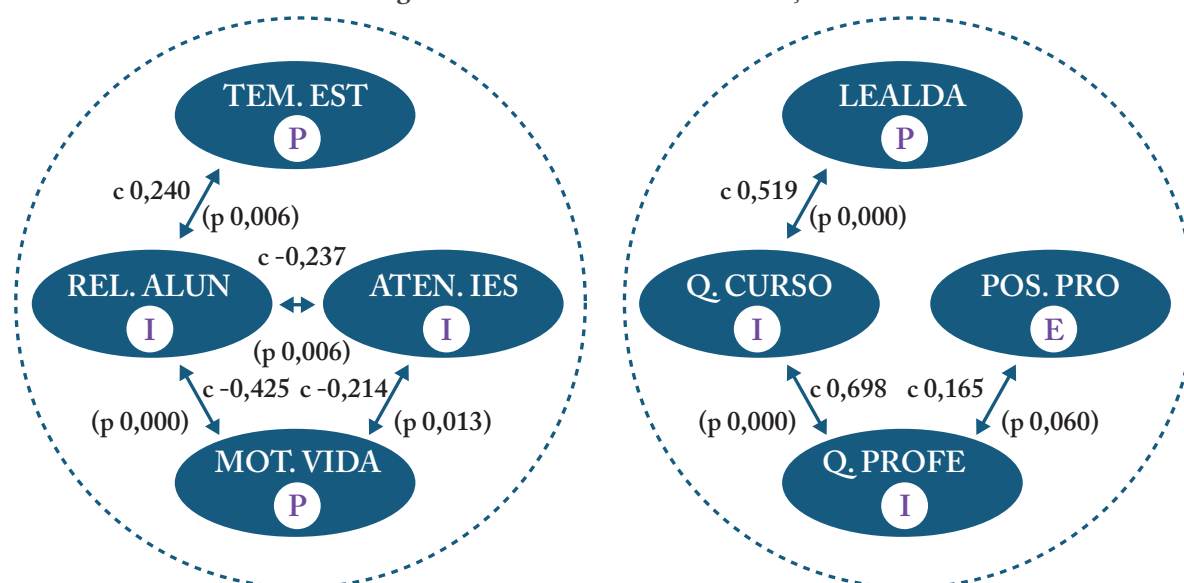 TEM. EST
P
c 0,240
(p 0,006)
c -0,237
REL. ALUN
I
ATEN. IES
I
(p 0,006)
c -0,425
c -0,214
(p 0,000)
(p 0,013)
MOT. VIDA
P
LEALDA
P
c 0,519
(p 0,000)
Q. CURSO
I
POS. PRO
E
c 0,698
c 0,165
(p 0,000)
(p 0,060)
Q. PROFE
I